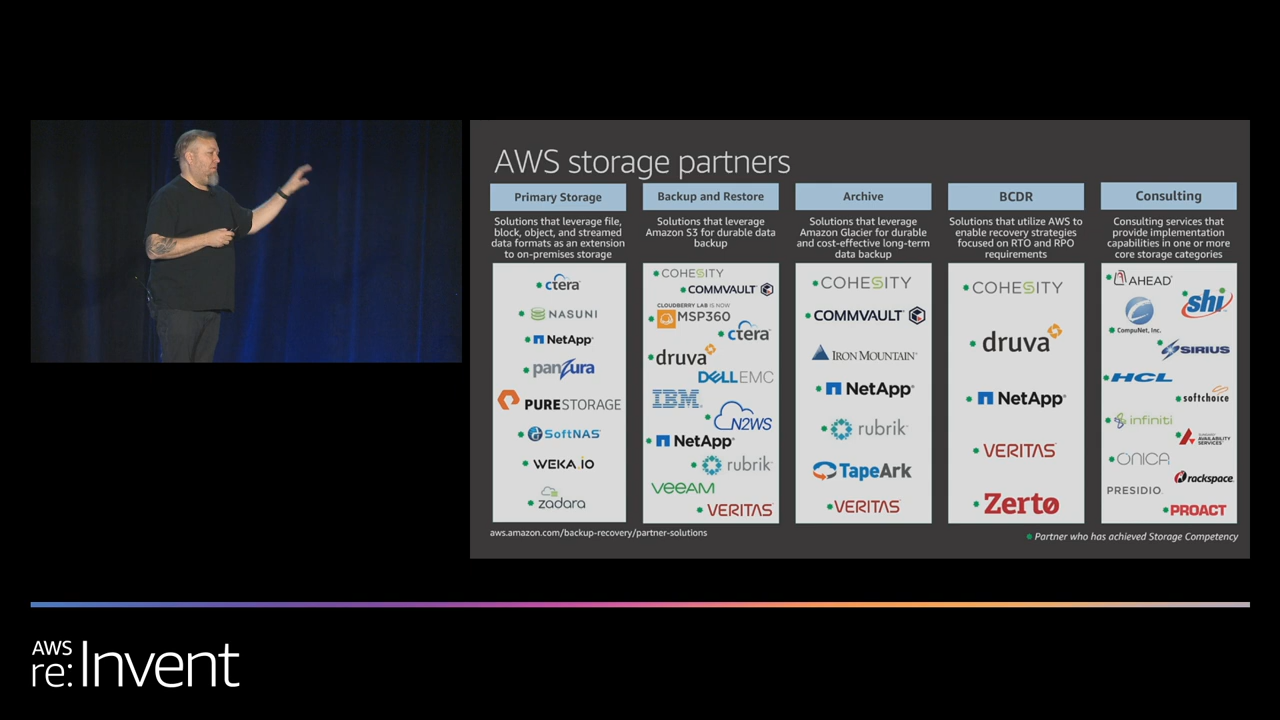 AWS storage partners
Primary Storage
Solutions that leverage file,
block, object, and streamed
data formats as an extension
to on-premises storage
ctera
NASUNI
NetApp
panzura
PURESTORAGE
SoftNAS
WEKA.iO
zadara
Backup and Restore
Solutions that leverage
Amazon S3 for durable data
backup
COHESITY
COMMVAULT
CLOUDBERRY LAB IS NOW
MSP360
ctera
druva
DELLEMC
IBM
N2WS
NetApp
rubrik
veeAM
VERITAS
Archive
Solutions that leverage
Amazon Glacier for durable
and cost-effective long-term
data backup
COHESITY
COMMVAULT
IRON MOUNTAIN
NetApp
rubrik
TapeArk
VERITAS
BCDR
Solutions that utilize AWS to
enable recovery strategies
focused on RTO and RPO
requirements
COHESITY
druva
NetApp
VERITAS
Zerto
Consulting
Consulting services that
provide implementation
capabilities in one or more
core storage categories
AHEAD
shi
CompuNet, Inc.
SIRIUS
HCL
softchoice
infiniti
SUNGARD
AVAILABILITY
SERVICES
ONICA
rackspace
PRESIDIO
PROACT
aws.amazon.com/backup-recovery/partner-solutions
Partner who has achieved Storage Competency
AWS
re:Invent